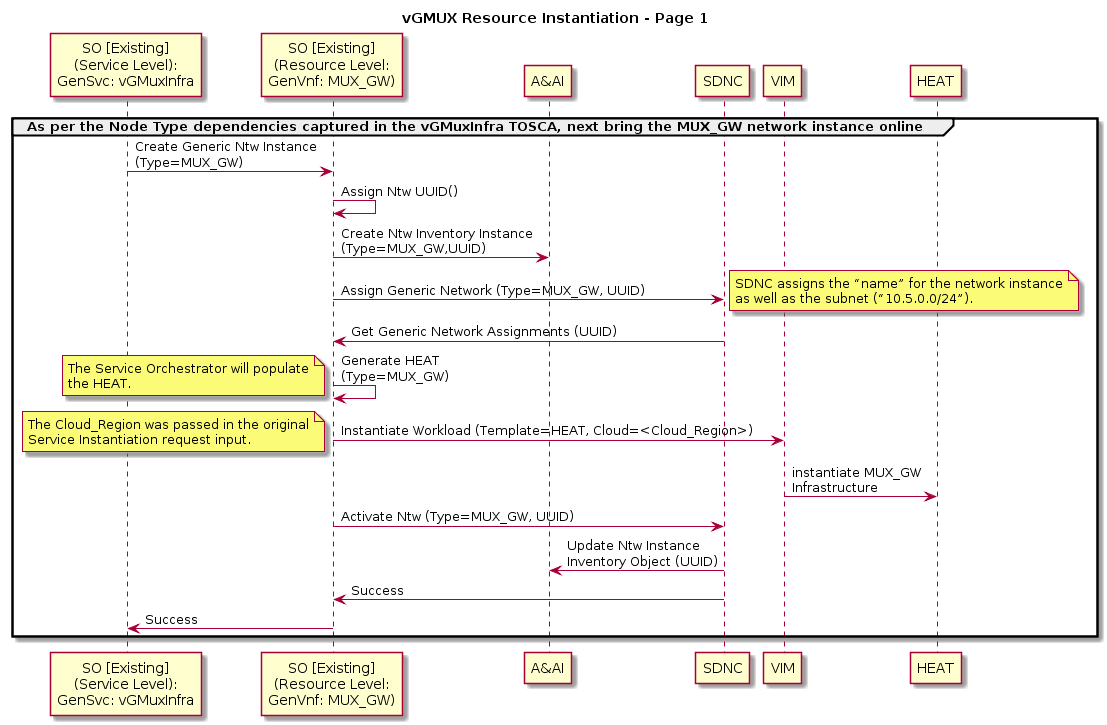 vGMUX Resource Instantiation - Page 1
SO [Existing]
(Service Level):
GenSvc: vGMuxInfra
SO [Existing]
(Resource Level:
GenVnf: MUX_GW)
A&AI
SDNC
VIM
HEAT
As per the Node Type dependencies captured in the vGMuxInfra TOSCA, next bring the MUX_GW network instance online
Create Generic Ntw Instance
(Type=MUX_GW)
Assign Ntw UUID()
Create Ntw Inventory Instance
(Type=MUX_GW,UUID)
Assign Generic Network (Type=MUX_GW, UUID)
SDNC assigns the “name” for the network instance
as well as the subnet (”10.5.0.0/24”).
Get Generic Network Assignments (UUID)
The Service Orchestrator will populate
the HEAT.
Generate HEAT
(Type=MUX_GW)
The Cloud_Region was passed in the original
Service Instantiation request input.
Instantiate Workload (Template=HEAT, Cloud=<Cloud_Region>)
instantiate MUX_GW
Infrastructure
Activate Ntw (Type=MUX_GW, UUID)
Update Ntw Instance
Inventory Object (UUID)
Success
Success
SO [Existing]
(Service Level):
GenSvc: vGMuxInfra
SO [Existing]
(Resource Level:
GenVnf: MUX_GW)
A&AI
SDNC
VIM
HEAT